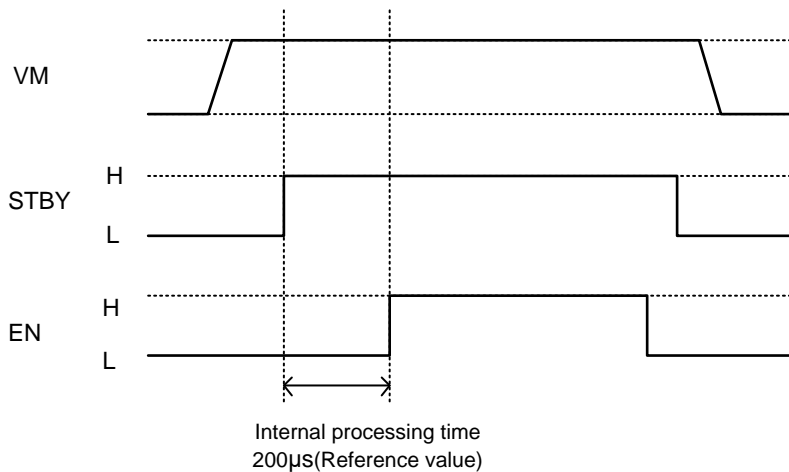 VM
H
STBY
L
H
EN
L
Internal processing time
200µs(Reference value)